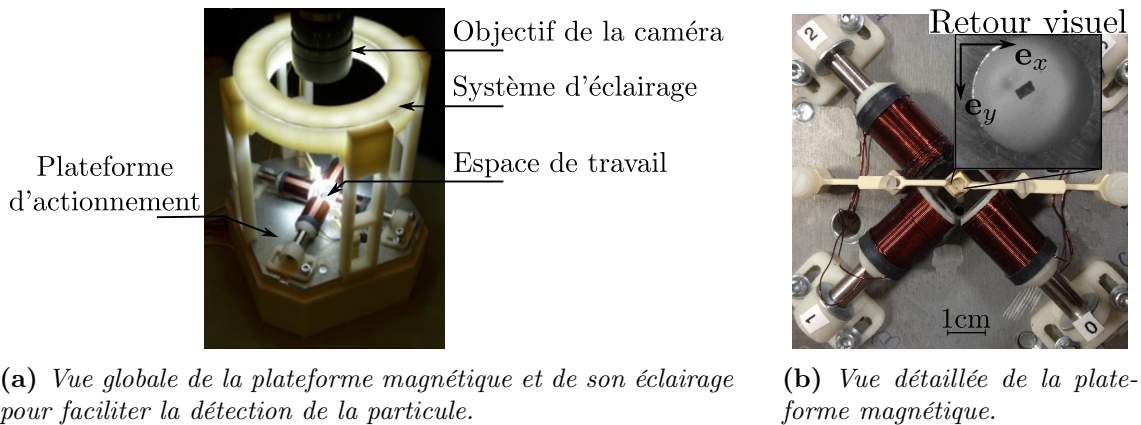 Objectif de la caméra
Système d'éclairage
Espace de travail
Plateforme
d'actionnement
(a) Vue globale de la plateforme magnétique et de son éclairage
pour faciliter la détection de la particule.
Retour visuel
e_x
e_y
2
1
0
1cm
(b) Vue détaillée de la plate-
forme magnétique.